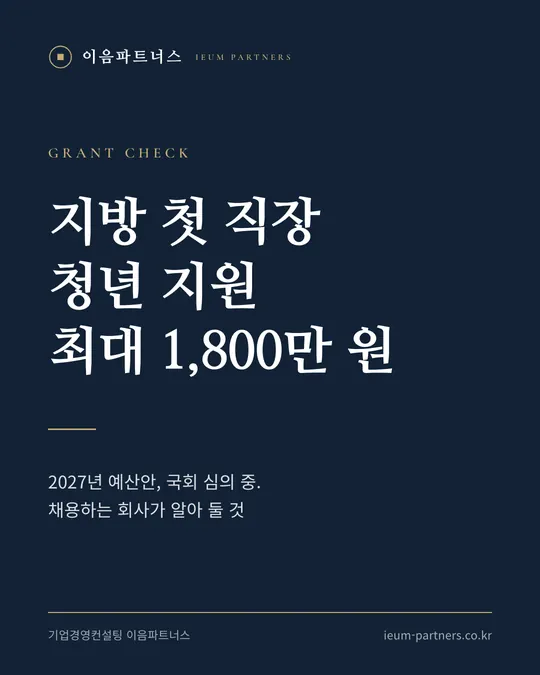 이음파트너스 IEUM PARTNERS
GRANT CHECK
지방 첫 직장
청년 지원
최대 1,800만 원
2027년 예산안, 국회 심의 중.
채용하는 회사가 알아 둘 것
기업경영컨설팅 이음파트너스
ieum-partners.co.kr